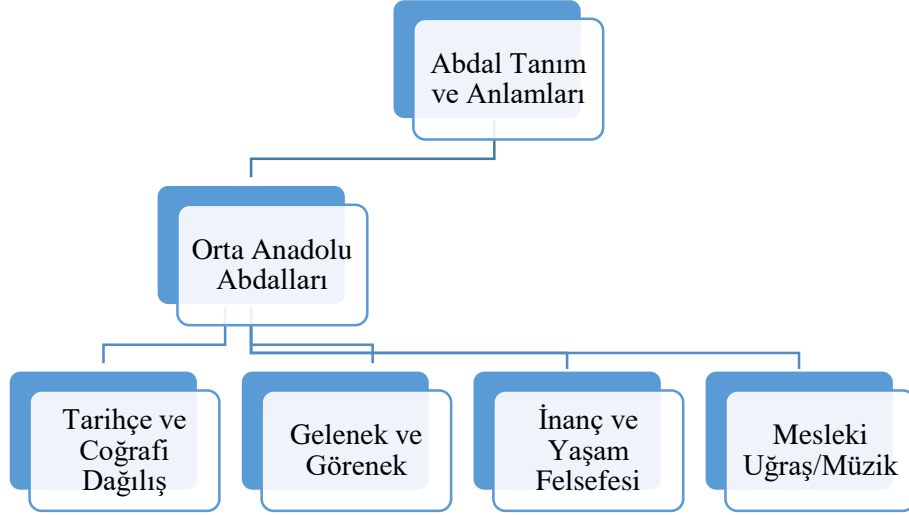 Abdal Tanım
ve Anlamları
Orta Anadolu
Abdalları
Tarihçe ve
Coğrafi
Dağılış
Gelenek ve
Görenek
İnanç ve
Yaşam
Felsefesi
Mesleki
Uğraş/Müzik